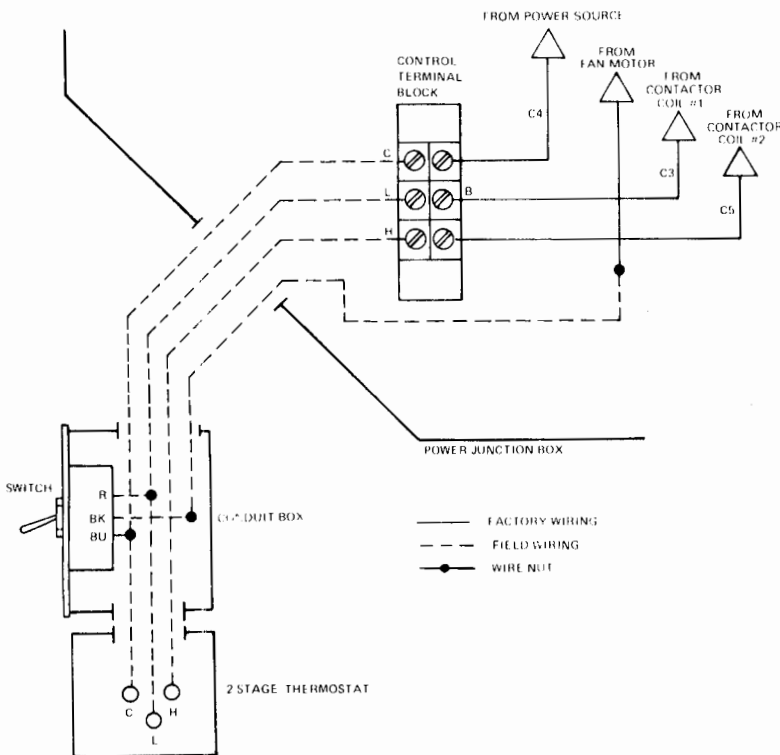 FROM POWER SOURCE
FROM
FAN MOTOR
FROM
CONTACTOR
COIL #1
FROM
CONTACTOR
COIL #2
CONTROL
TERMINAL
BLOCK
C4
C
L
B
C3
H
C5
POWER JUNCTION BOX
SWITCH
R
BK
BU
CONDUIT BOX
FACTORY WIRING
FIELD WIRING
WIRE NUT
2 STAGE THERMOSTAT
C
H
L